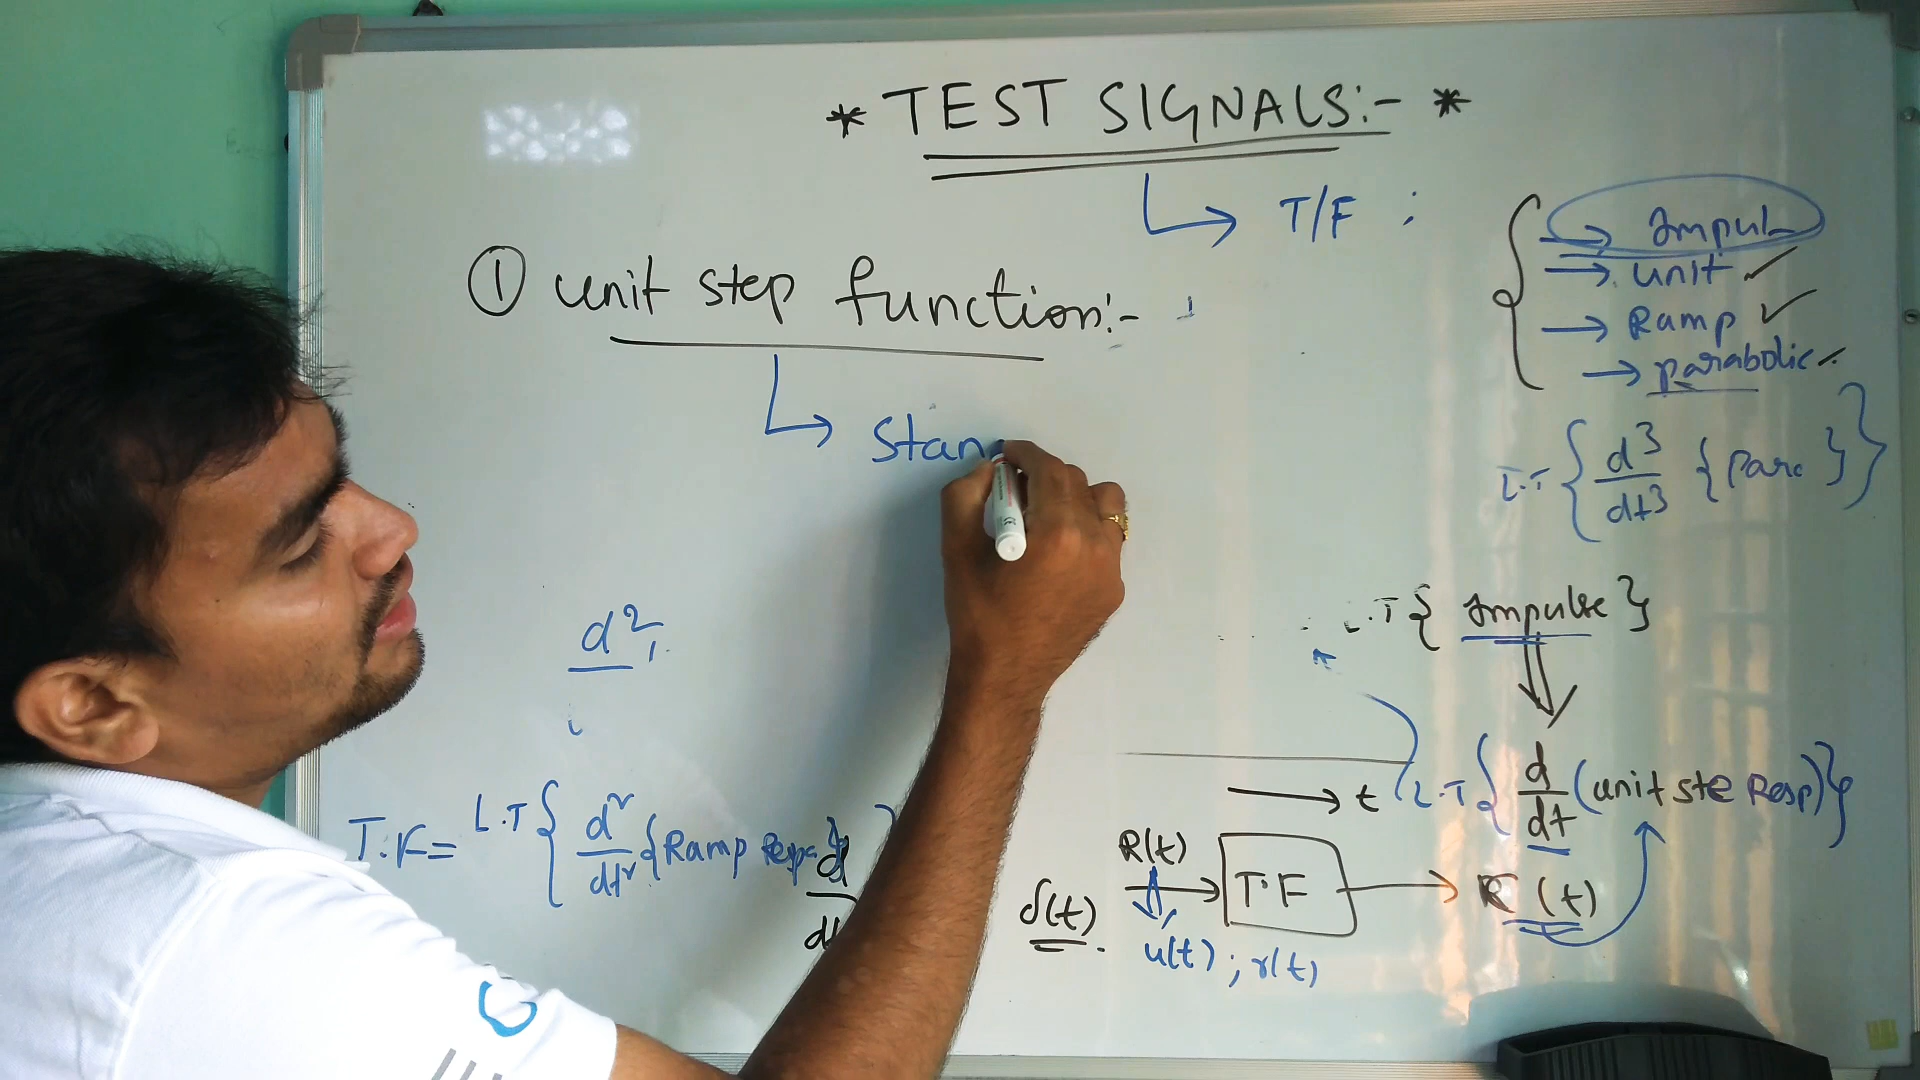 * TEST SIGNALS:- *
T/F ;
① unit step function:-
Stan
Impul
unit ✓
Ramp ✓
parabolic
L.T { d³/dt³ { Para } }
d²
L.T { Impulse }
L.T { d/dt (unit ste Resp) }
T.F = L.T { d²/dt² { Ramp Resp
d
t
δ(t)
R(t)
T.F
(t)
u(t) ; r(t)